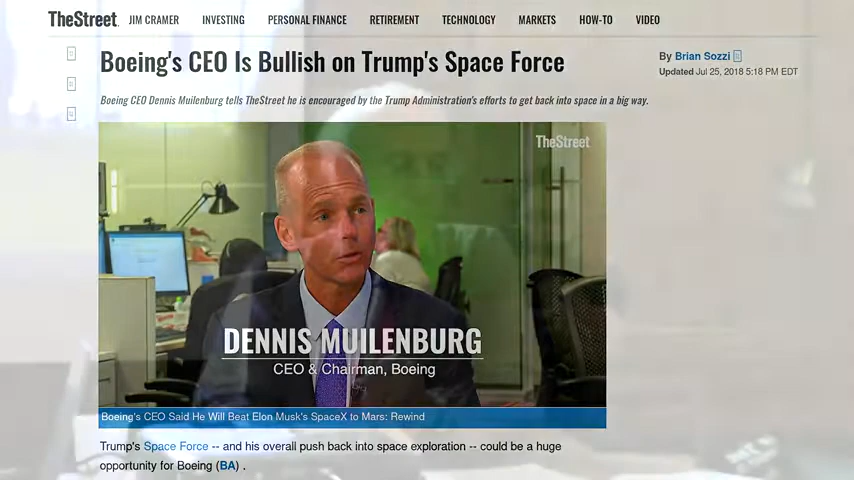 TheStreet JIM CRAMER INVESTING PERSONAL FINANCE RETIREMENT TECHNOLOGY MARKETS HOW-TO VIDEO
Boeing's CEO Is Bullish on Trump's Space Force
By Brian Sozzi
Updated Jul 25, 2018 5:18 PM EDT
Boeing CEO Dennis Muilenburg tells TheStreet he is encouraged by the Trump Administration's efforts to get back into space in a big way.
TheStreet
DENNIS MUILENBURG
CEO & Chairman, Boeing
Boeing's CEO Said He Will Beat Elon Musk's SpaceX to Mars: Rewind
Trump's Space Force -- and his overall push back into space exploration -- could be a huge
opportunity for Boeing (BA) .